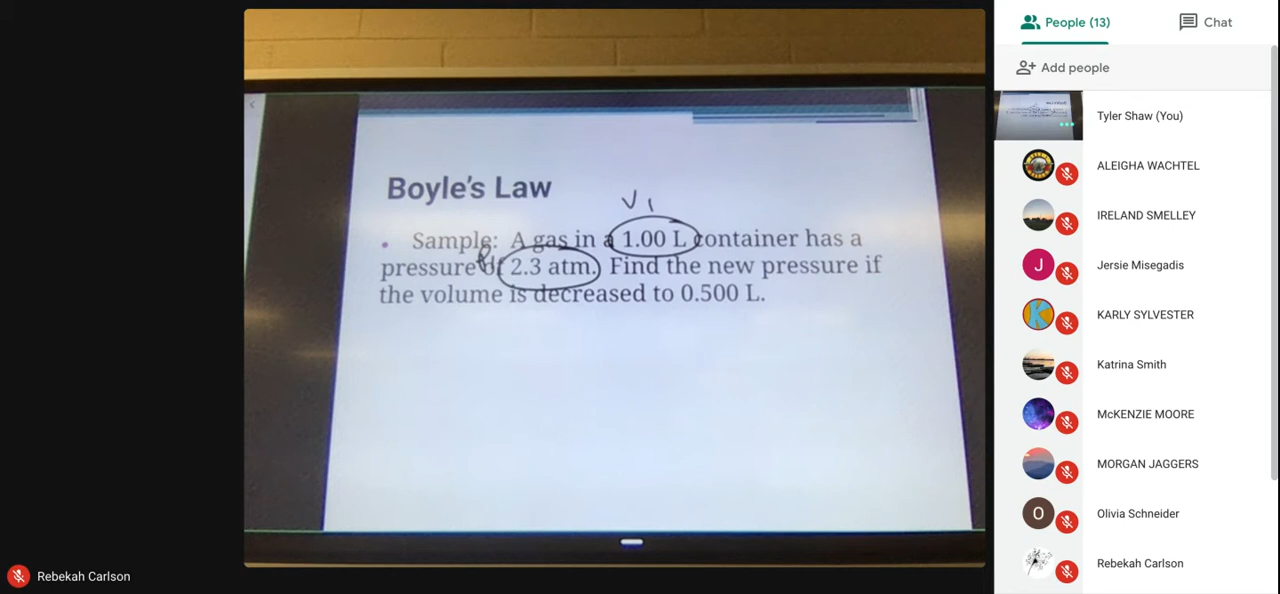 People (13)
Chat
Add people
Tyler Shaw (You)
ALEIGHA WACHTEL
IRELAND SMELLEY
J
Jersie Misegadis
K
KARLY SYLVESTER
Katrina Smith
McKENZIE MOORE
MORGAN JAGGERS
O
Olivia Schneider
Rebekah Carlson
Boyle's Law
V1
• Sample: A gas in a 1.00 L container has a
pressure of 2.3 atm. Find the new pressure if
the volume is decreased to 0.500 L.
Rebekah Carlson